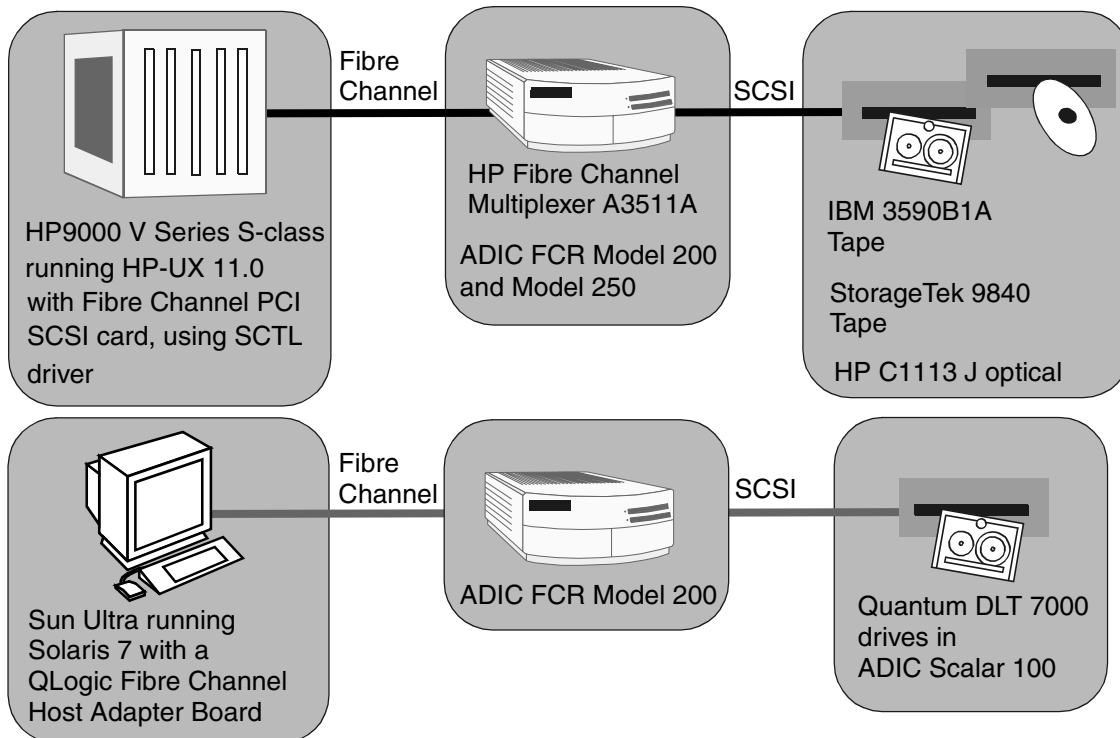 Fibre
Channel
SCSI
HP9000 V Series S-class
running HP-UX 11.0
with Fibre Channel PCI
SCSI card, using SCTL
driver
HP Fibre Channel
Multiplexer A3511A
ADIC FCR Model 200
and Model 250
IBM 3590B1A
Tape
StorageTek 9840
Tape
HP C1113 J optical
Fibre
Channel
SCSI
Sun Ultra running
Solaris 7 with a
QLogic Fibre Channel
Host Adapter Board
ADIC FCR Model 200
Quantum DLT 7000
drives in
ADIC Scalar 100